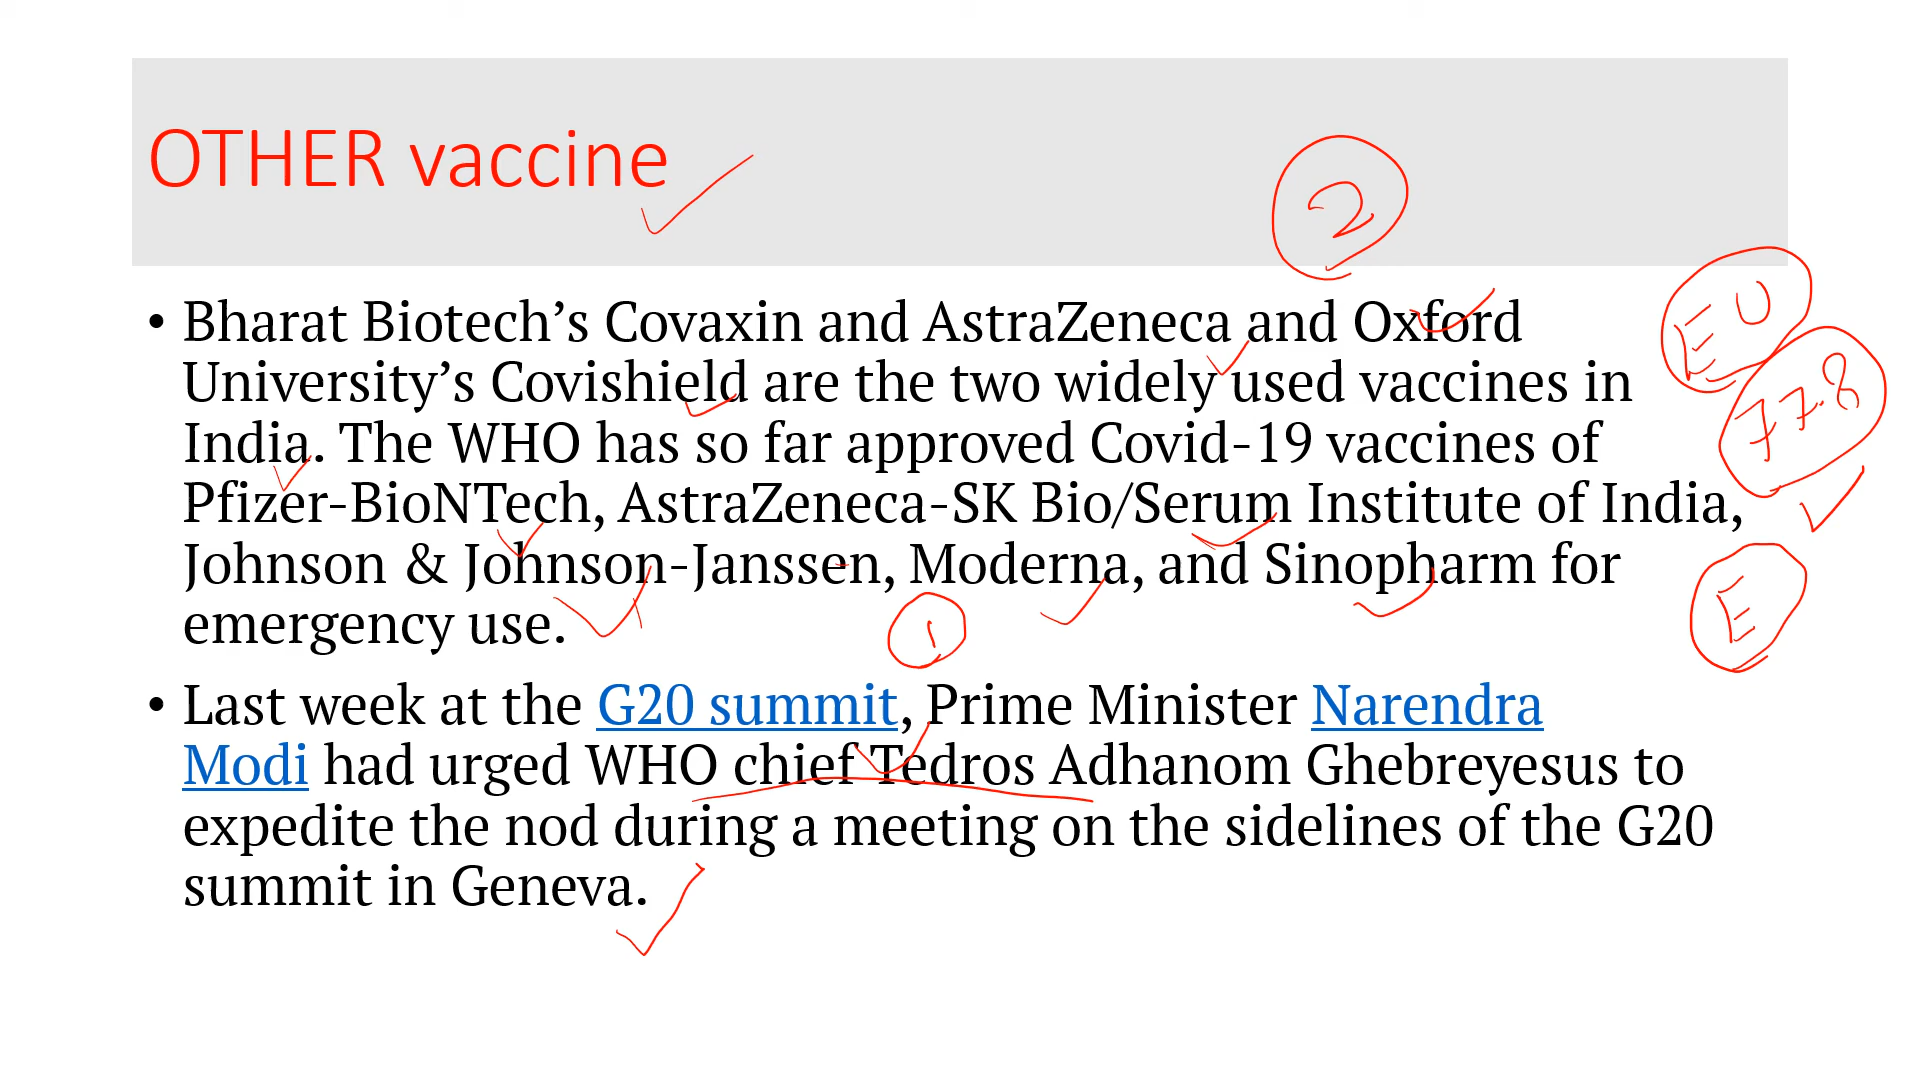 OTHER vaccine
2
• Bharat Biotech’s Covaxin and AstraZeneca and Oxford
University’s Covishield are the two widely used vaccines in
India. The WHO has so far approved Covid-19 vaccines of
Pfizer-BioNTech, AstraZeneca-SK Bio/Serum Institute of India,
Johnson & Johnson-Janssen, Moderna, and Sinopharm for
emergency use.
EU
77.8
E
1
• Last week at the G20 summit, Prime Minister Narendra
Modi had urged WHO chief Tedros Adhanom Ghebreyesus to
expedite the nod during a meeting on the sidelines of the G20
summit in Geneva.